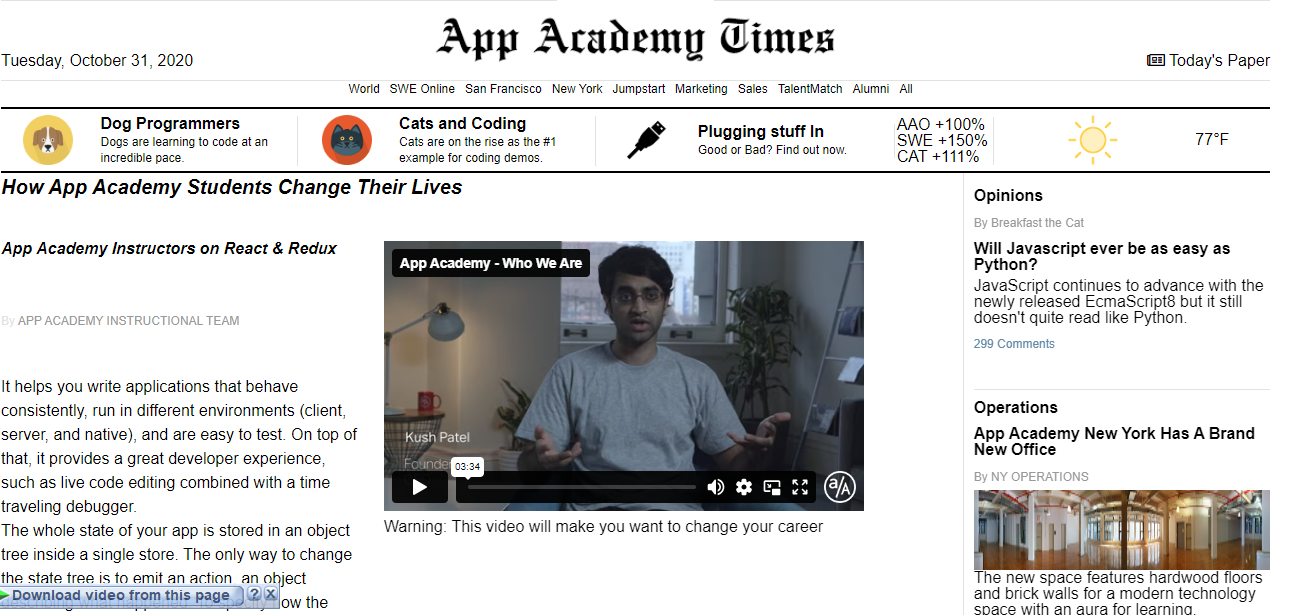 App Academy Times
Tuesday, October 31, 2020
Today's Paper
World SWE Online San Francisco New York Jumpstart Marketing Sales TalentMatch Alumni All
Dog Programmers
Dogs are learning to code at an
incredible pace.
Cats and Coding
Cats are on the rise as the #1
example for coding demos.
Plugging stuff In
Good or Bad? Find out now.
AAO +100%
SWE +150%
CAT +111%
77°F
How App Academy Students Change Their Lives
App Academy Instructors on React & Redux
By APP ACADEMY INSTRUCTIONAL TEAM
It helps you write applications that behave
consistently, run in different environments (client,
server, and native), and are easy to test. On top of
that, it provides a great developer experience,
such as live code editing combined with a time
traveling debugger.
The whole state of your app is stored in an object
tree inside a single store. The only way to change
the state tree is to emit an action, an object
describing what happened. To specify how the
Download video from this page ? X
App Academy - Who We Are
Kush Patel
Founde
03:34
a/A
Warning: This video will make you want to change your career
Opinions
By Breakfast the Cat
Will Javascript ever be as easy as
Python?
JavaScript continues to advance with the
newly released EcmaScript8 but it still
doesn't quite read like Python.
299 Comments
Operations
App Academy New York Has A Brand
New Office
By NY OPERATIONS
The new space features hardwood floors
and brick walls for a modern technology
space with an aura for learning.